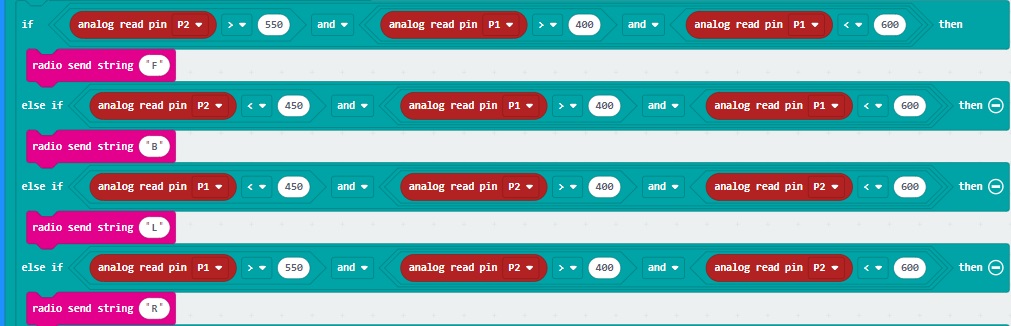 if analog read pin P2 > 550 and analog read pin P1 > 400 and analog read pin P1 < 600 then
radio send string "F"
else if analog read pin P2 < 450 and analog read pin P1 > 400 and analog read pin P1 < 600 then
radio send string "B"
else if analog read pin P1 < 450 and analog read pin P2 > 400 and analog read pin P2 < 600 then
radio send string "L"
else if analog read pin P1 > 550 and analog read pin P2 > 400 and analog read pin P2 < 600 then
radio send string "R"